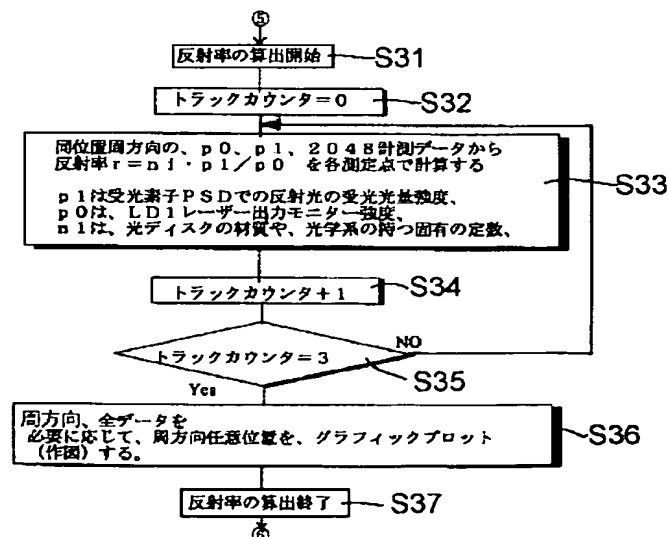 ⑤
反射率の算出開始 S31
トラックカウンタ=0 S32
同位置周方向の、p0、p1、2048計測データから
反射率r=n1・p1/p0 を各測定点で計算する
p1は受光素子PSDでの反射光の受光光量強度、
p0は、LD1レーザー出力モニター強度、
n1は、光ディスクの材質や、光学系の持つ固有の定数、
S33
トラックカウンタ+1 S34
トラックカウンタ=3 NO
S35
Yes
周方向、全データを
必要に応じて、周方向任意位置を、グラフィックプロット
(作図)する。
S36
反射率の算出終了 S37
⑥